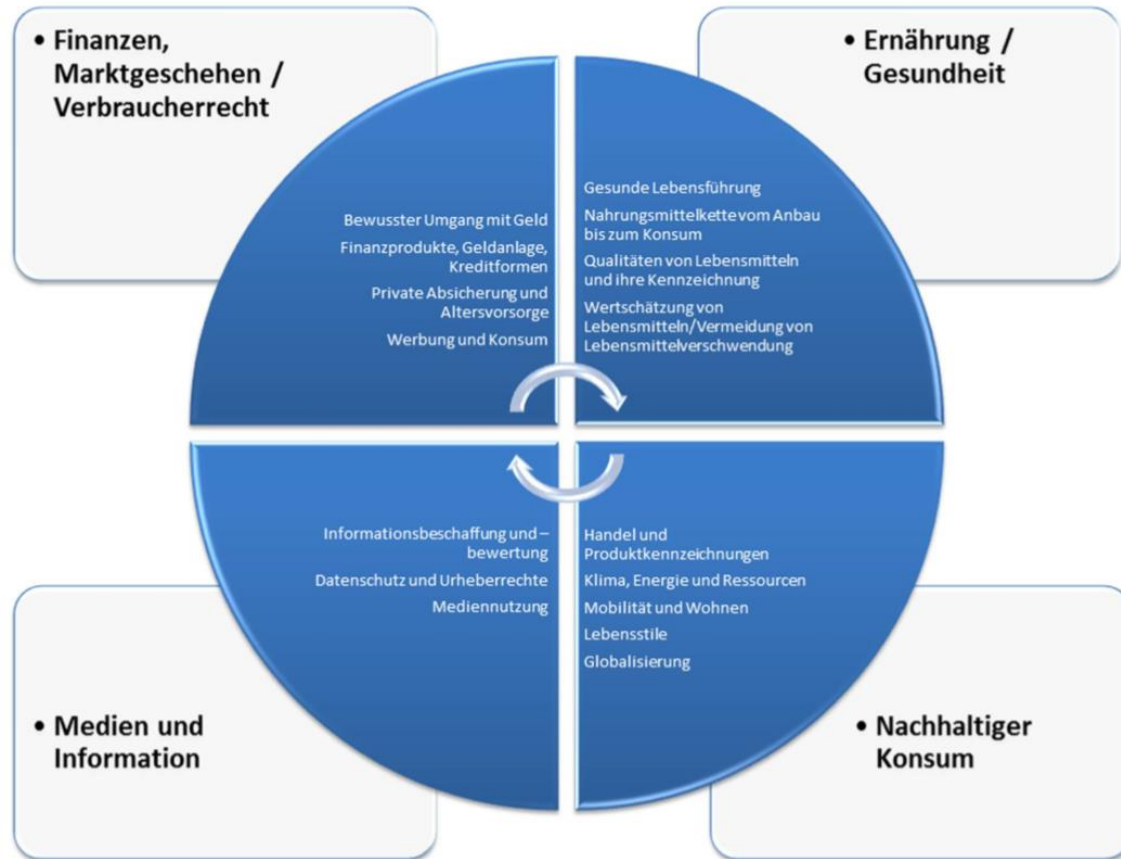 • Finanzen,
Marktgeschehen /
Verbraucherrecht
Bewusster Umgang mit Geld
Finanzprodukte, Geldanlage,
Kreditformen
Private Absicherung und
Altersvorsorge
Werbung und Konsum
• Ernährung /
Gesundheit
Gesunde Lebensführung
Nahrungsmittelkette vom Anbau
bis zum Konsum
Qualitäten von Lebensmitteln
und ihre Kennzeichnung
Wertschätzung von
Lebensmitteln/Vermeidung von
Lebensmittelverschwendung
Informationsbeschaffung und –
bewertung
Datenschutz und Urheberrechte
Mediennutzung
• Medien und
Information
Handel und
Produktkennzeichnungen
Klima, Energie und Ressourcen
Mobilität und Wohnen
Lebensstile
Globalisierung
• Nachhaltiger
Konsum